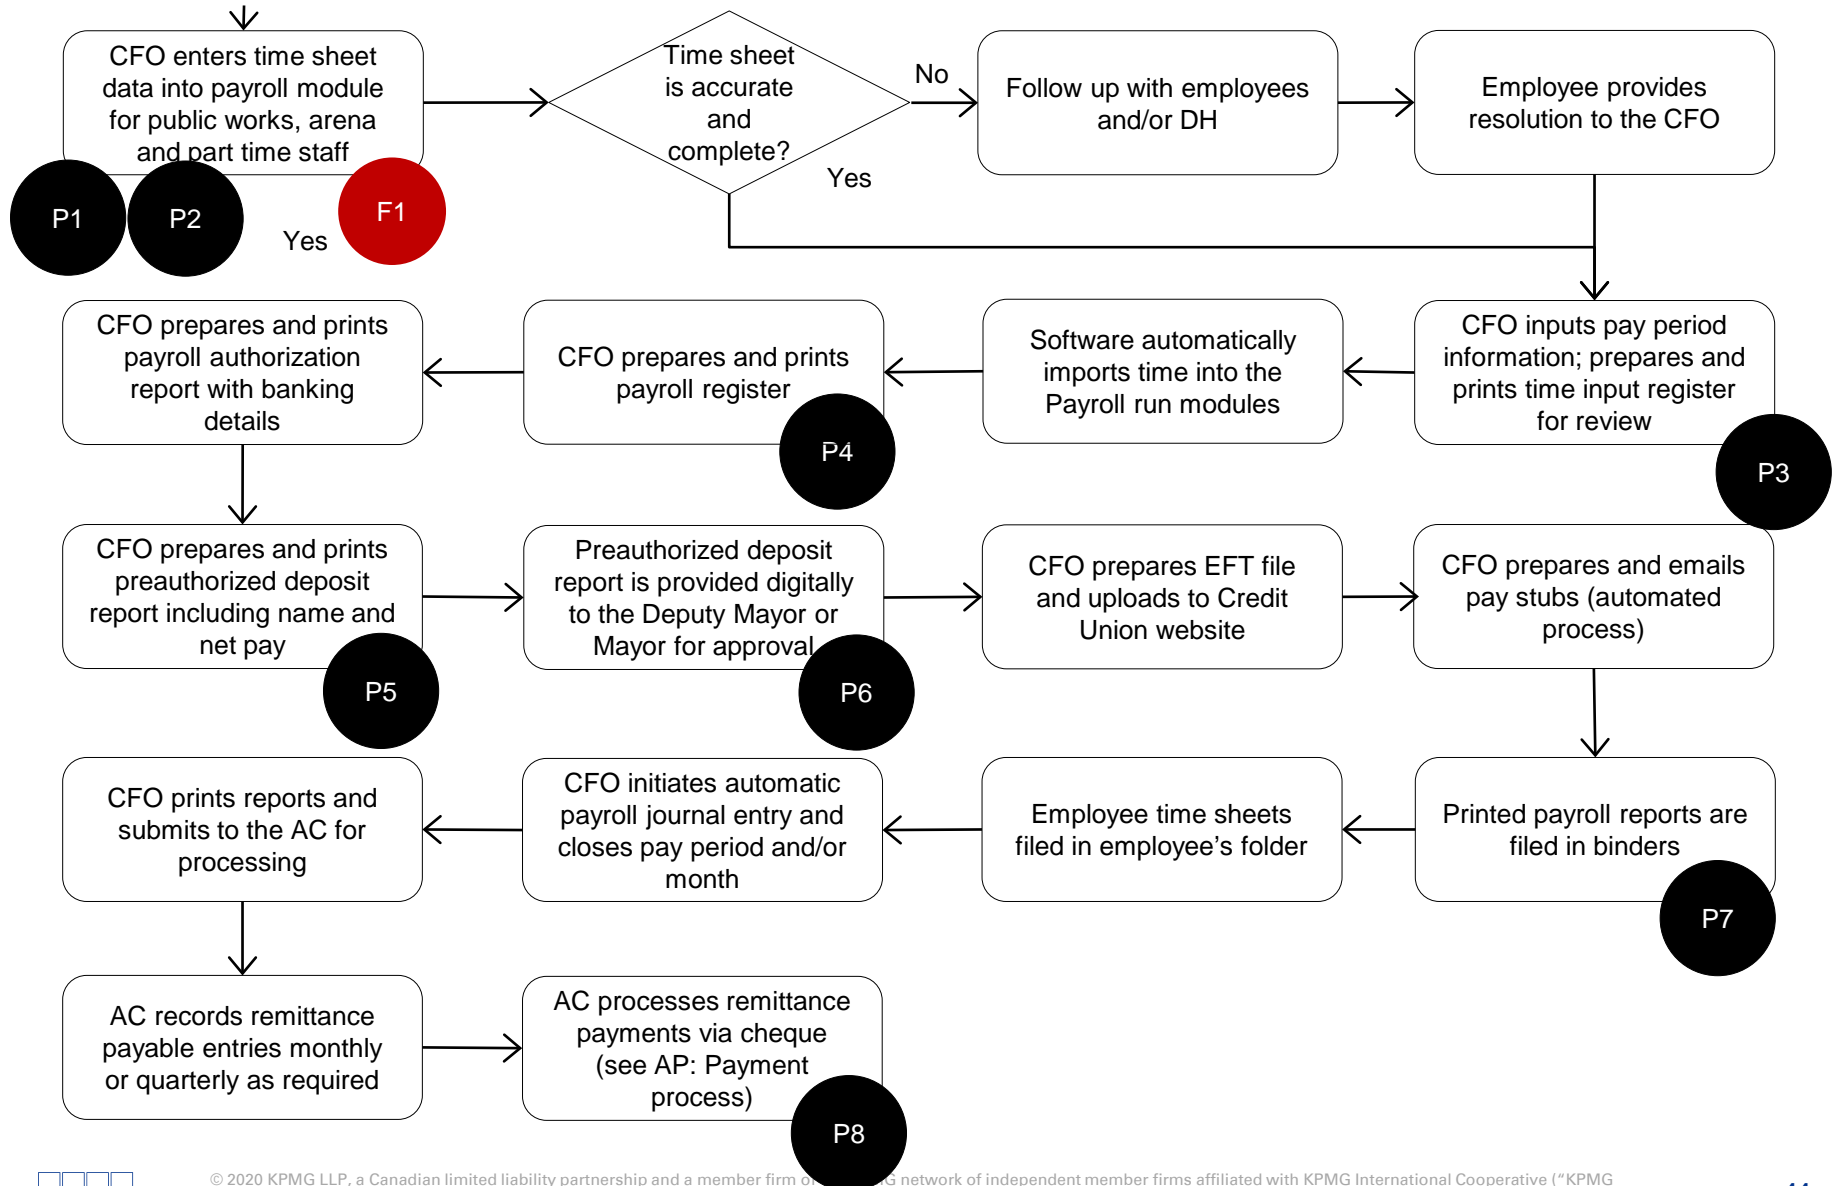 CFO enters time sheet
data into payroll module
for public works, arena
and part time staff
P1
P2
F1
Yes
Time sheet
is accurate
and
complete?
No
Yes
Follow up with employees
and/or DH
Employee provides
resolution to the CFO
CFO inputs pay period
information; prepares and
prints time input register
for review
P3
Software automatically
imports time into the
Payroll run modules
CFO prepares and prints
payroll register
P4
CFO prepares and prints
payroll authorization
report with banking
details
CFO prepares and prints
preauthorized deposit
report including name and
net pay
P5
Preauthorized deposit
report is provided digitally
to the Deputy Mayor or
Mayor for approval
P6
CFO prepares EFT file
and uploads to Credit
Union website
CFO prepares and emails
pay stubs (automated
process)
Printed payroll reports are
filed in binders
P7
Employee time sheets
filed in employee’s folder
CFO initiates automatic
payroll journal entry and
closes pay period and/or
month
CFO prints reports and
submits to the AC for
processing
AC records remittance
payable entries monthly
or quarterly as required
AC processes remittance
payments via cheque
(see AP: Payment
process)
P8
© 2020 KPMG LLP, a Canadian limited liability partnership and a member firm network of independent member firms affiliated with KPMG International Cooperative (“KPMG